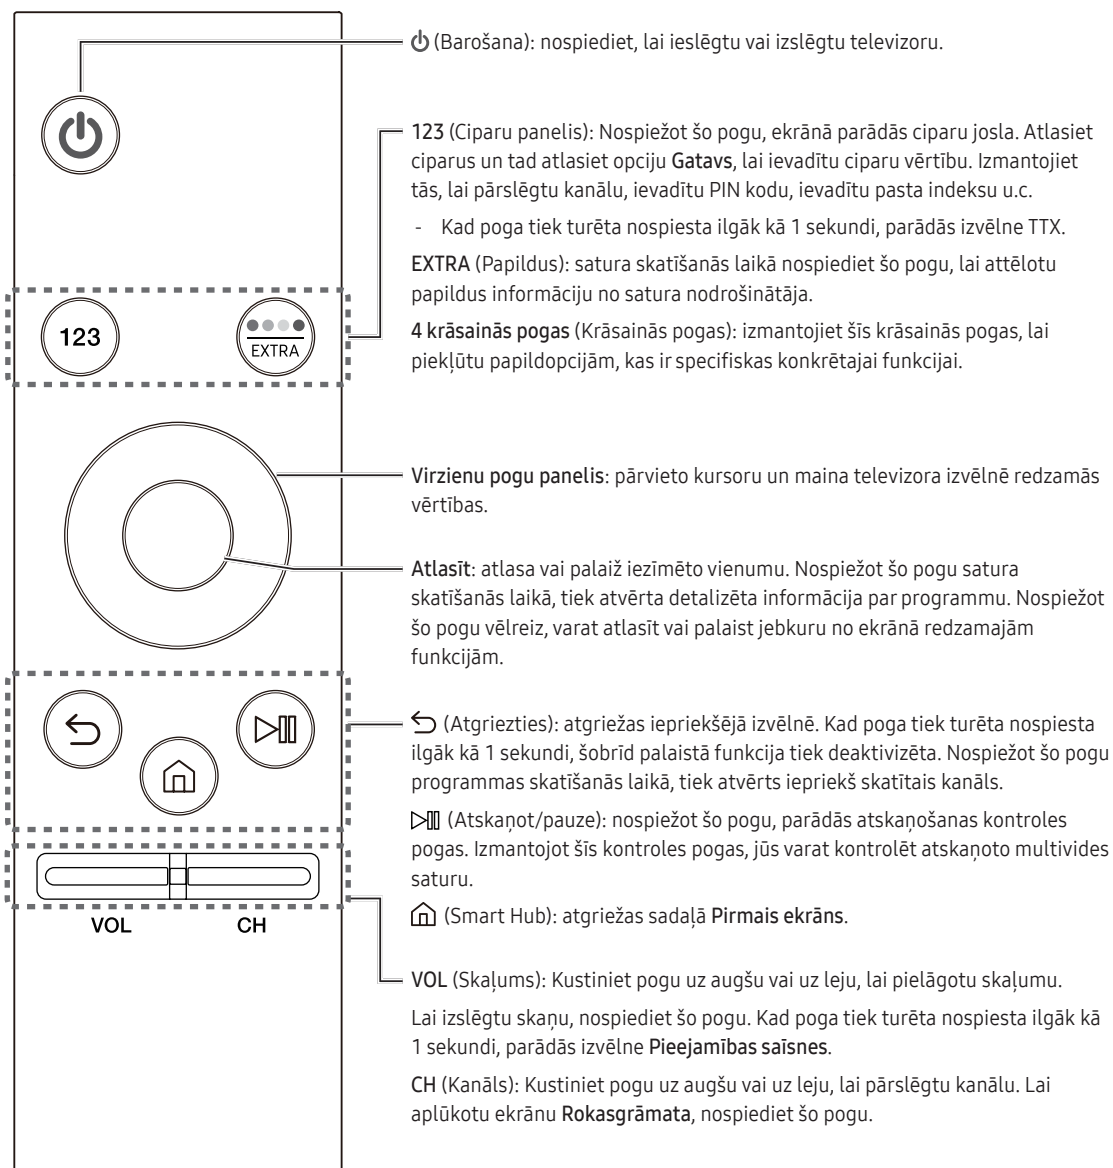 (Barošana): nospiediet, lai ieslēgtu vai izslēgtu televizoru.
123 (Ciparu panelis): Nospiežot šo pogu, ekrānā parādās ciparu josla. Atlasiet
ciparus un tad atlasiet opciju Gatavs, lai ievadītu ciparu vērtību. Izmantojiet
tās, lai pārslēgtu kanālu, ievadītu PIN kodu, ievadītu pasta indeksu u.c.
- Kad poga tiek turēta nospiesta ilgāk kā 1 sekundi, parādās izvēlne TTX.
EXTRA (Papildus): satura skatīšanās laikā nospiediet šo pogu, lai attēlotu
papildus informāciju no satura nodrošinātāja.
4 krāsainās pogas (Krāsainās pogas): izmantojiet šīs krāsainās pogas, lai
piekļūtu papildopcijām, kas ir specifiskas konkrētajai funkcijai.
123
EXTRA
Virzienu pogu panelis: pārvieto kursoru un maina televizora izvēlnē redzamās
vērtības.
Atlasīt: atlasa vai palaiž iezīmēto vienumu. Nospiežot šo pogu satura
skatīšanās laikā, tiek atvērta detalizēta informācija par programmu. Nospiežot
šo pogu vēlreiz, varat atlasīt vai palaist jebkuru no ekrānā redzamajām
funkcijām.
(Atgriezties): atgriežas iepriekšējā izvēlnē. Kad poga tiek turēta nospiesta
ilgāk kā 1 sekundi, šobrīd palaistā funkcija tiek deaktivizēta. Nospiežot šo pogu
programmas skatīšanās laikā, tiek atvērts iepriekš skatītais kanāls.
(Atskaņot/pauze): nospiežot šo pogu, parādās atskaņošanas kontroles
pogas. Izmantojot šīs kontroles pogas, jūs varat kontrolēt atskaņoto multivides
saturu.
(Smart Hub): atgriežas sadaļā Pirmais ekrāns.
VOL
CH
VOL (Skaļums): Kustiniet pogu uz augšu vai uz leju, lai pielāgotu skaļumu.
Lai izslēgtu skaņu, nospiediet šo pogu. Kad poga tiek turēta nospiesta ilgāk kā
1 sekundi, parādās izvēlne Pieejamības saīsnes.
CH (Kanāls): Kustiniet pogu uz augšu vai uz leju, lai pārslēgtu kanālu. Lai
aplūkotu ekrānu Rokasgrāmata, nospiediet šo pogu.